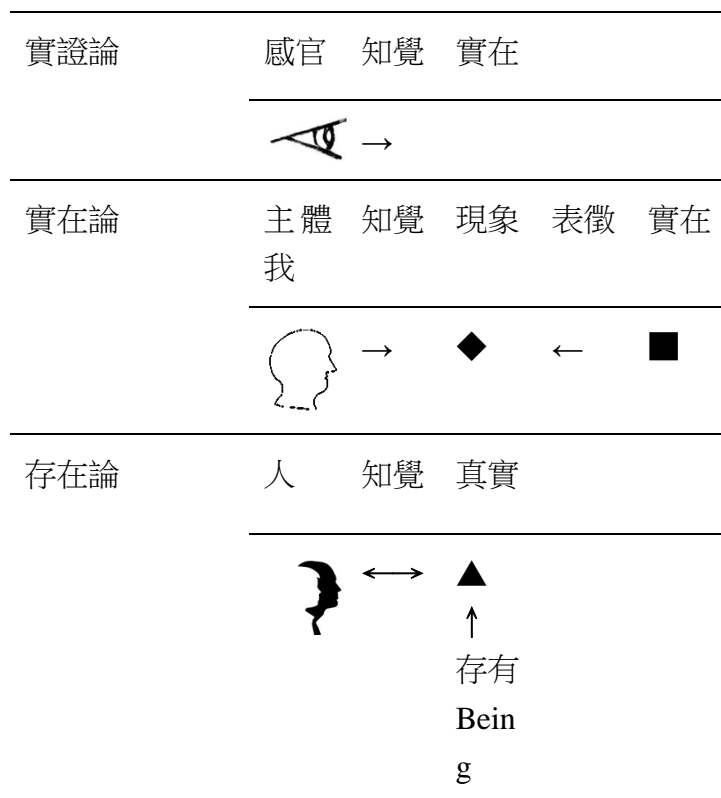 實證論 感官 知覺 實在
→
實在論 主體 知覺 現象 表徵 實在
我
→ ◆ ← ■
存在論 人 知覺 真實
↔ ▲
↑
存有
Bein
g